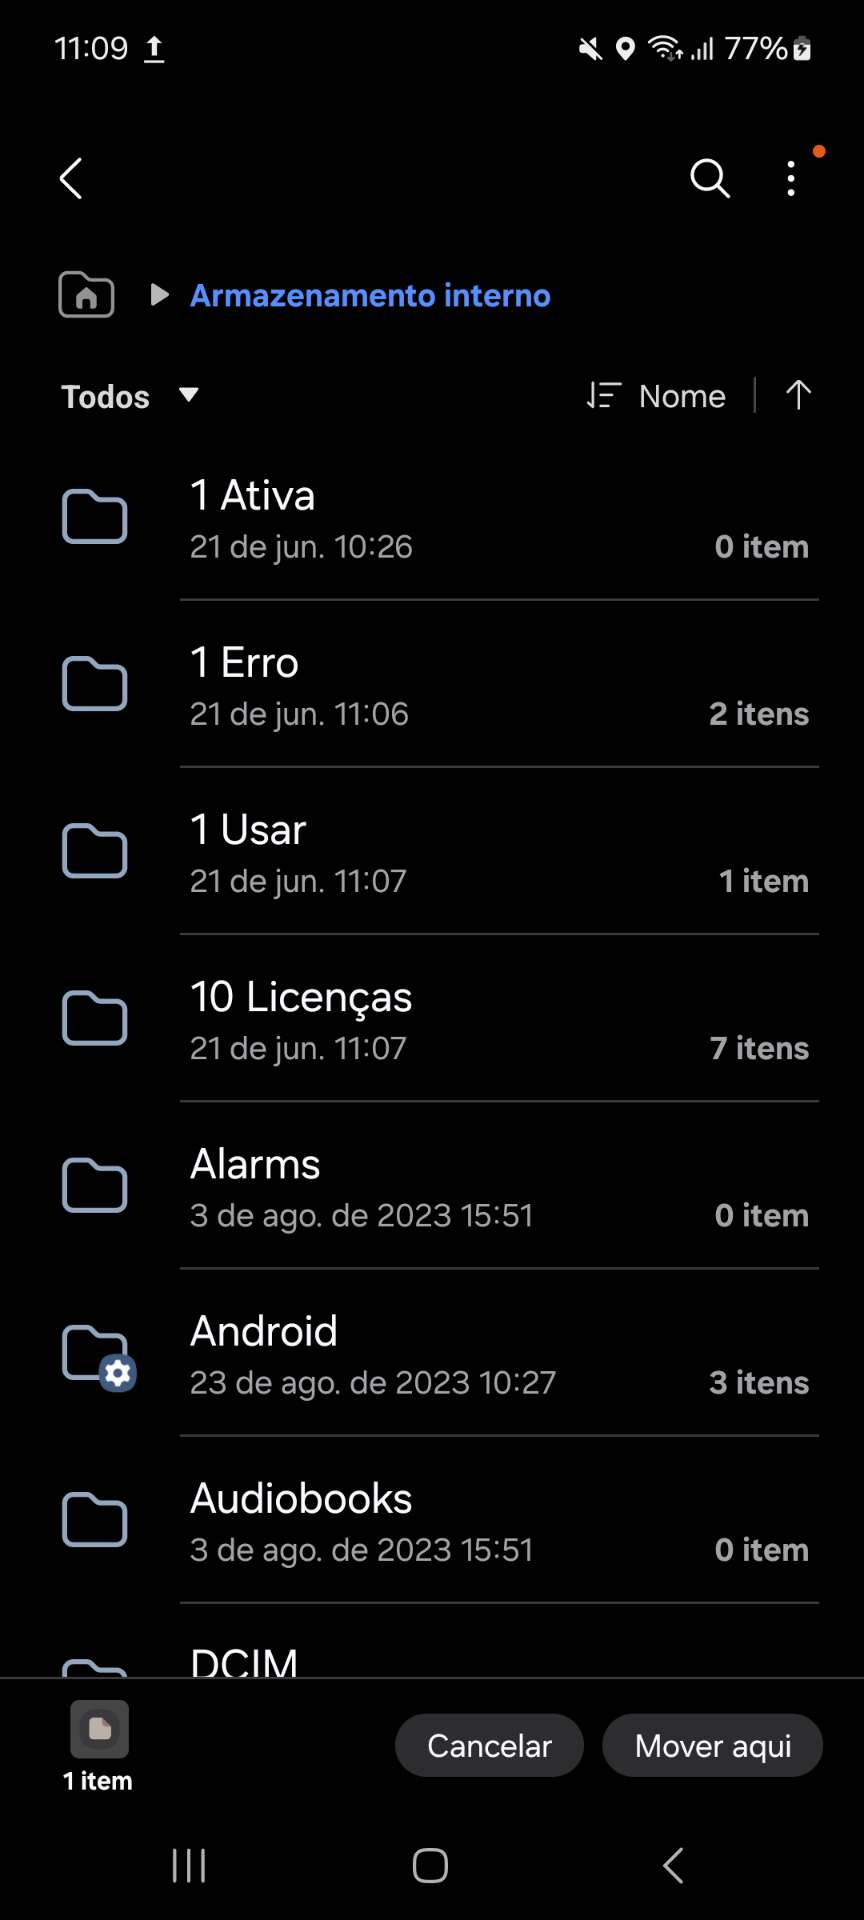 11:09
77%
Armazenamento interno
Todos
Nome
1 Ativa
21 de jun. 10:26
0 item
1 Erro
21 de jun. 11:06
2 itens
1 Usar
21 de jun. 11:07
1 item
10 Licenças
21 de jun. 11:07
7 itens
Alarms
3 de ago. de 2023 15:51
0 item
Android
23 de ago. de 2023 10:27
3 itens
Audiobooks
3 de ago. de 2023 15:51
0 item
DCIM
1 item
Cancelar
Mover aqui